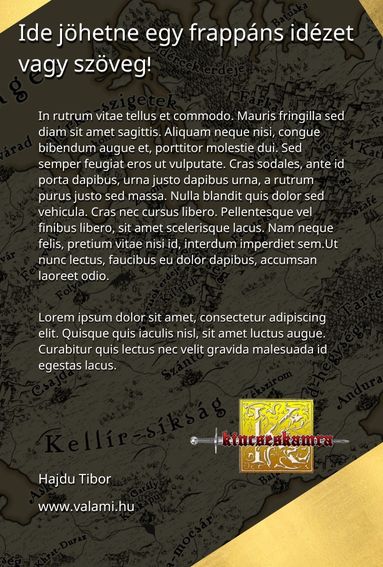 Ide jöhetne egy frappáns idézet
vagy szöveg!
In rutrum vitae tellus et commodo. Mauris fringilla sed
diam sit amet sagittis. Aliquam neque nisi, congue
bibendum augue et, porttitor molestie dui. Sed
semper feugiat eros ut vulputate. Cras sodales, ante id
porta dapibus, urna justo dapibus urna, a rutrum
purus justo sed massa. Nulla blandit quis dolor sed
vehicula. Cras nec cursus libero. Pellentesque vel
finibus libero, sit amet scelerisque lacus. Nam neque
felis, pretium vitae nisi id, interdum imperdiet sem.Ut
nunc lectus, faucibus eu dolor dapibus, accumsan
laoreet odio.
Lorem ipsum dolor sit amet, consectetur adipiscing
elit. Quisque quis iaculis nisl, sit amet luctus augue.
Curabitur quis lectus nec velit gravida malesuada id
egestas lacus.
Kellir-síkság
K
kincseskamra
Hajdu Tibor
www.valami.hu